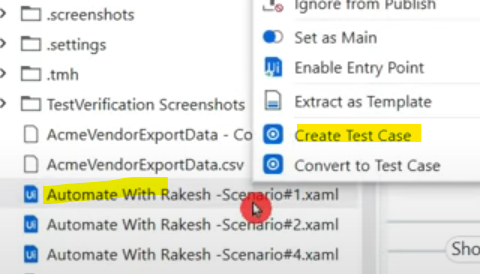 .screenshots
.settings
.tmh
TestVerification Screenshots
AcmeVendorExportData - Co
AcmeVendorExportData.csv
Automate With Rakesh -Scenario#1.xaml
Automate With Rakesh -Scenario#2.xaml
Automate With Rakesh -Scenario#4.xaml
Ignore from Publish
Set as Main
Enable Entry Point
Extract as Template
Create Test Case
Convert to Test Case
Sho